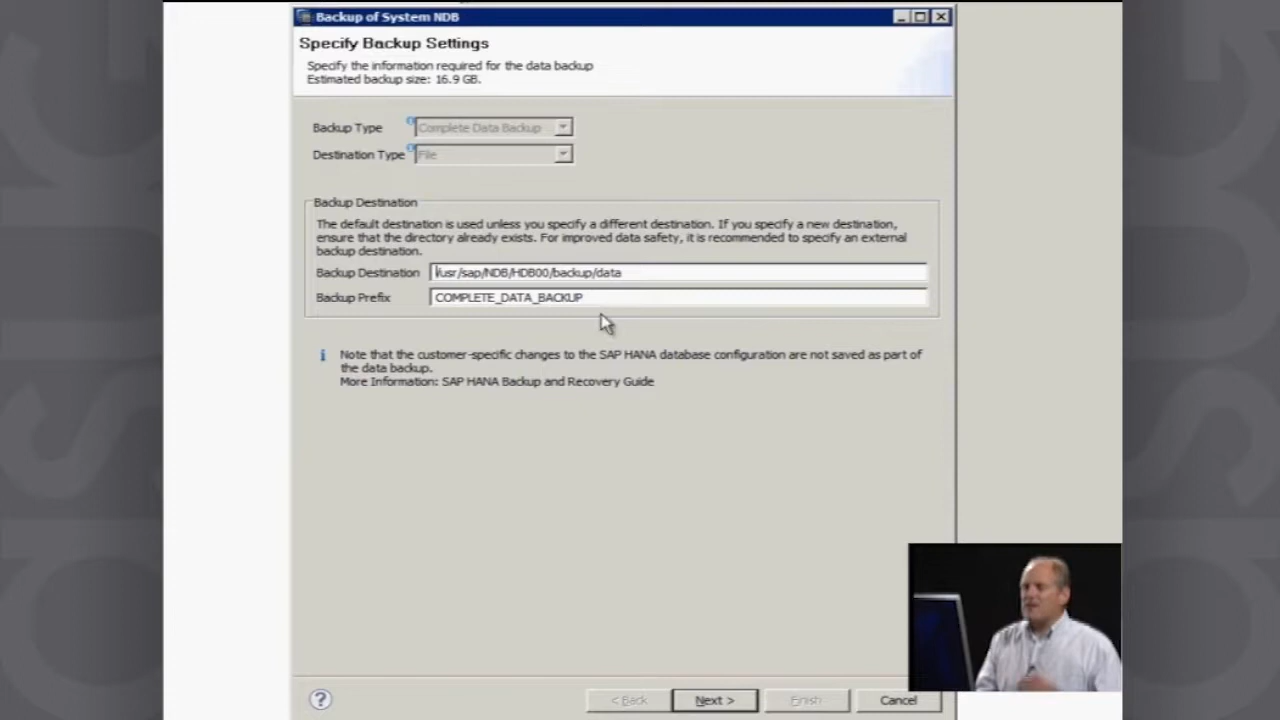 Backup of System NDB
Specify Backup Settings
Specify the information required for the data backup
Estimated backup size: 16.9 GB.
Backup Type
Complete Data Backup
Destination Type
File
Backup Destination
The default destination is used unless you specify a different destination. If you specify a new destination,
ensure that the directory already exists. For improved data safety, it is recommended to specify an external
backup destination.
Backup Destination
/usr/sap/NDB/HDB00/backup/data
Backup Prefix
COMPLETE_DATA_BACKUP
Note that the customer-specific changes to the SAP HANA database configuration are not saved as part of
the data backup.
More Information: SAP HANA Backup and Recovery Guide
?
< Back
Next >
Finish
Cancel